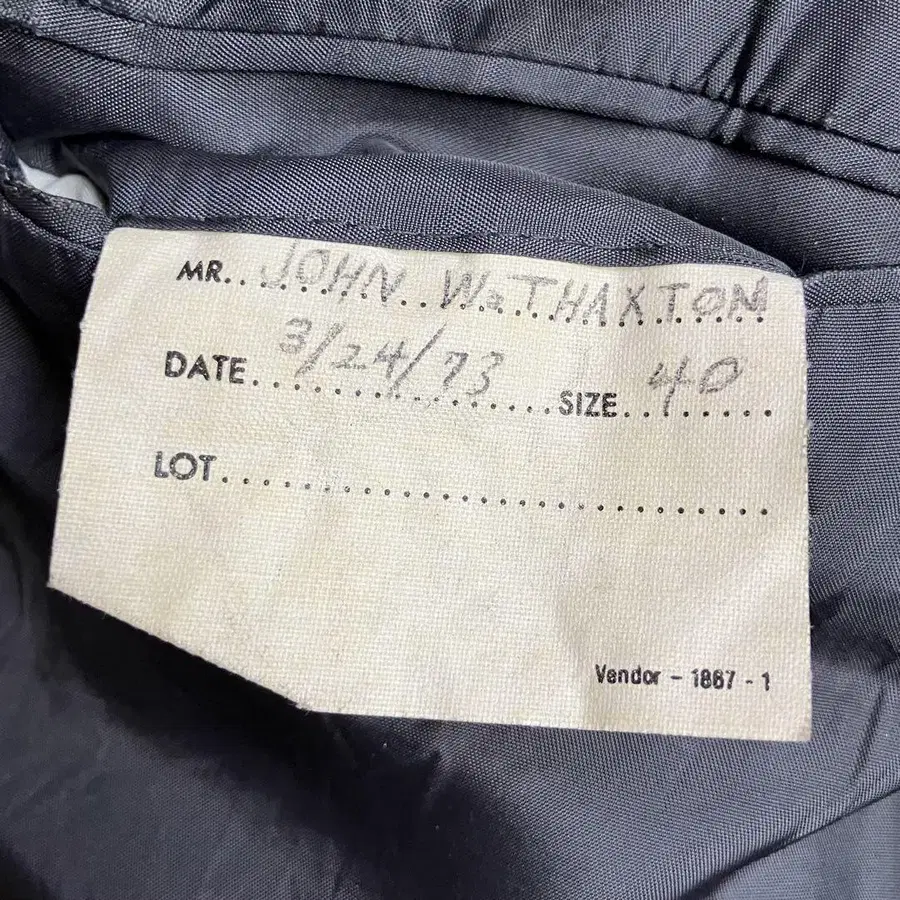 MR. JOHN W. THAXTON
DATE 3/24/73 SIZE 40
LOT
Vendor - 1867 - 1